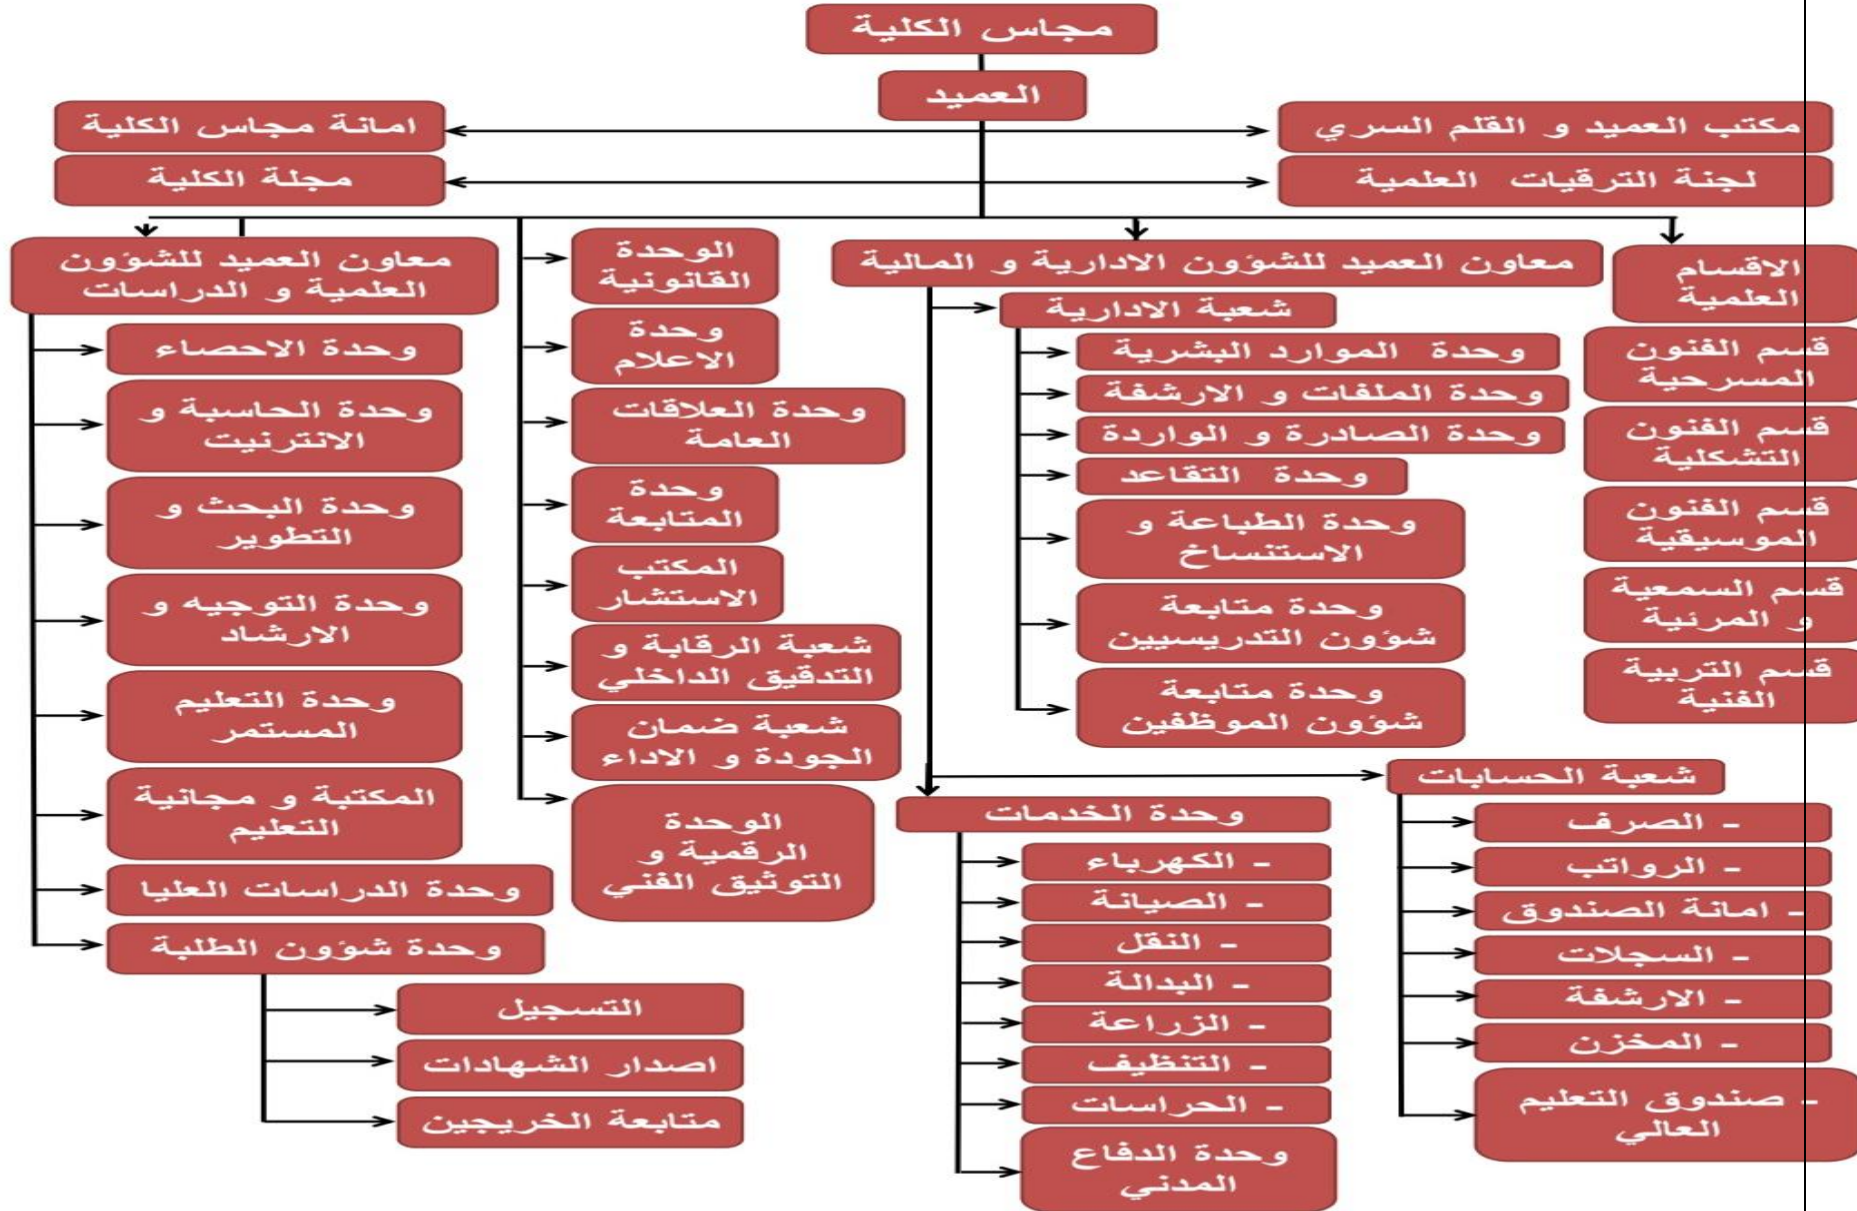 مجاس الكلية
العميد
مكتب العميد و القلم السري
امانة مجاس الكلية
لجنة الترقيات العلمية
مجلة الكلية
الاقسام
العلمية
قسم الفنون
المسرحية
قسم الفنون
التشكلية
قسم الفنون
الموسيقية
قسم السمعية
و المرئية
قسم التربية
الفنية
معاون العميد للشؤون الادارية و المالية
شعبة الادارية
وحدة الموارد البشرية
وحدة الملفات و الارشفة
وحدة الصادرة و الواردة
وحدة التقاعد
وحدة الطباعة و
الاستنساخ
وحدة متابعة
شؤون التدريسيين
وحدة متابعة
شؤون الموظفين
شعبة الحسابات
- الصرف
- الرواتب
- امانة الصندوق
- السجلات
- الارشفة
- المخزن
- صندوق التعليم
العالي
وحدة الخدمات
- الكهرباء
- الصيانة
- النقل
- البدالة
- الزراعة
- التنظيف
- الحراسات
وحدة الدفاع
المدني
الوحدة
القانونية
وحدة
الاعلام
وحدة العلاقات
العامة
وحدة
المتابعة
المكتب
الاستشار
شعبة الرقابة و
التدقيق الداخلي
شعبة ضمان
الجودة و الاداء
الوحدة
الرقمية و
التوثيق الفني
معاون العميد للشؤون
العلمية و الدراسات
وحدة الاحصاء
وحدة الحاسبة و
الانترنيت
وحدة البحث و
التطوير
وحدة التوجيه و
الارشاد
وحدة التعليم
المستمر
المكتبة و مجانية
التعليم
وحدة الدراسات العليا
وحدة شؤون الطلبة
التسجيل
اصدار الشهادات
متابعة الخريجين